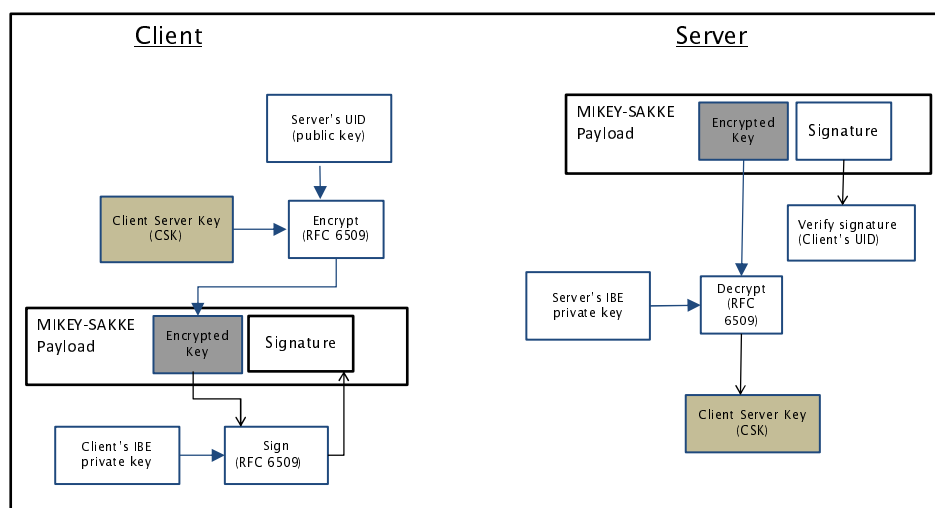 Client
Server's UID
(public key)
Client Server Key
(CSK)
Encrypt
(RFC 6509)
MIKEY-SAKKE
Payload
Encrypted
Key
Signature
Client's IBE
private key
Sign
(RFC 6509)
Server
MIKEY-SAKKE
Payload
Encrypted
Key
Signature
Verify signature
(Client's UID)
Server's IBE
private key
Decrypt
(RFC
6509)
Client Server Key
(CSK)